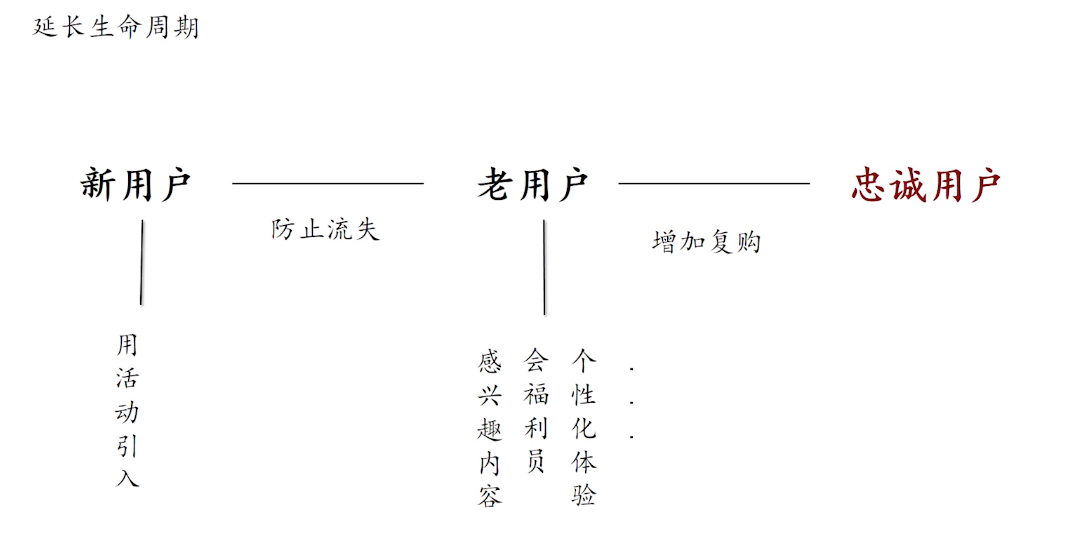 延长生命周期
新用户
老用户
忠诚用户
防止流失
增加复购
用活动引入
感兴趣内容
会福利员
个性化体验
...